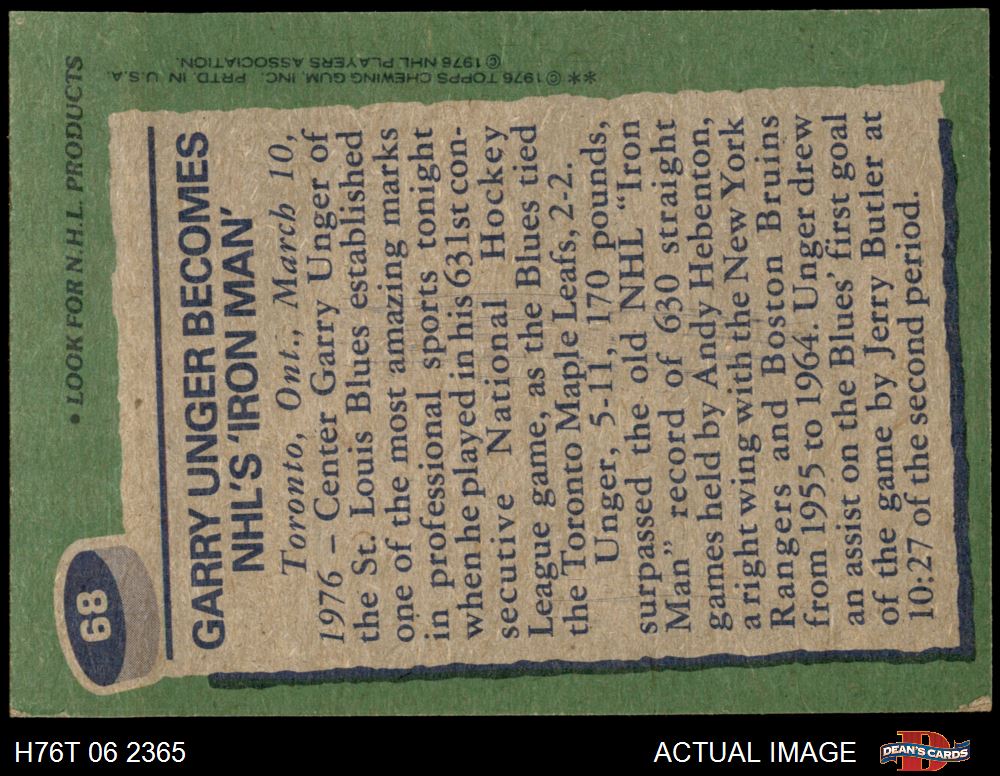 68
GARRY UNGER BECOMES
NHL'S 'IRON MAN'
Toronto, Ont., March 10,
1976 – Center Garry Unger of
the St. Louis Blues established
one of the most amazing marks
in professional sports tonight
when he played in his 631st con-
secutive National Hockey
League game, as the Blues tied
the Toronto Maple Leafs, 2-2.
Unger, 5-11, 170 pounds,
surpassed the old NHL "Iron
Man" record of 630 straight
games held by Andy Hebenton,
a right wing with the New York
Rangers and Boston Bruins
from 1955 to 1964. Unger drew
an assist on the Blues' first goal
of the game by Jerry Butler at
10:27 of the second period.
• LOOK FOR N.H.L. PRODUCTS
**© 1976 TOPPS CHEWING GUM, INC. PRTD. IN U.S.A.
© 1976 NHL PLAYERS ASSOCIATION.
H76T 06 2365
ACTUAL IMAGE
DEAN'S CARDS